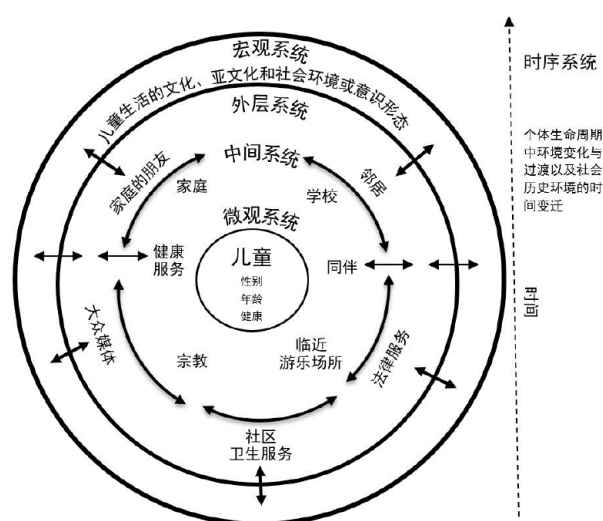 宏观系统
儿童生活的文化、亚文化和社会环境或意识形态
外层系统
中间系统
家庭的朋友
家庭
学校
邻居
微观系统
儿童
性别
年龄
健康
健康
服务
同伴
大众媒体
宗教
临近
游乐场所
法律服务
社区
卫生服务
时序系统
个体生命周期
中环境变化与
过渡以及社会
历史环境的时
间变迁
时间